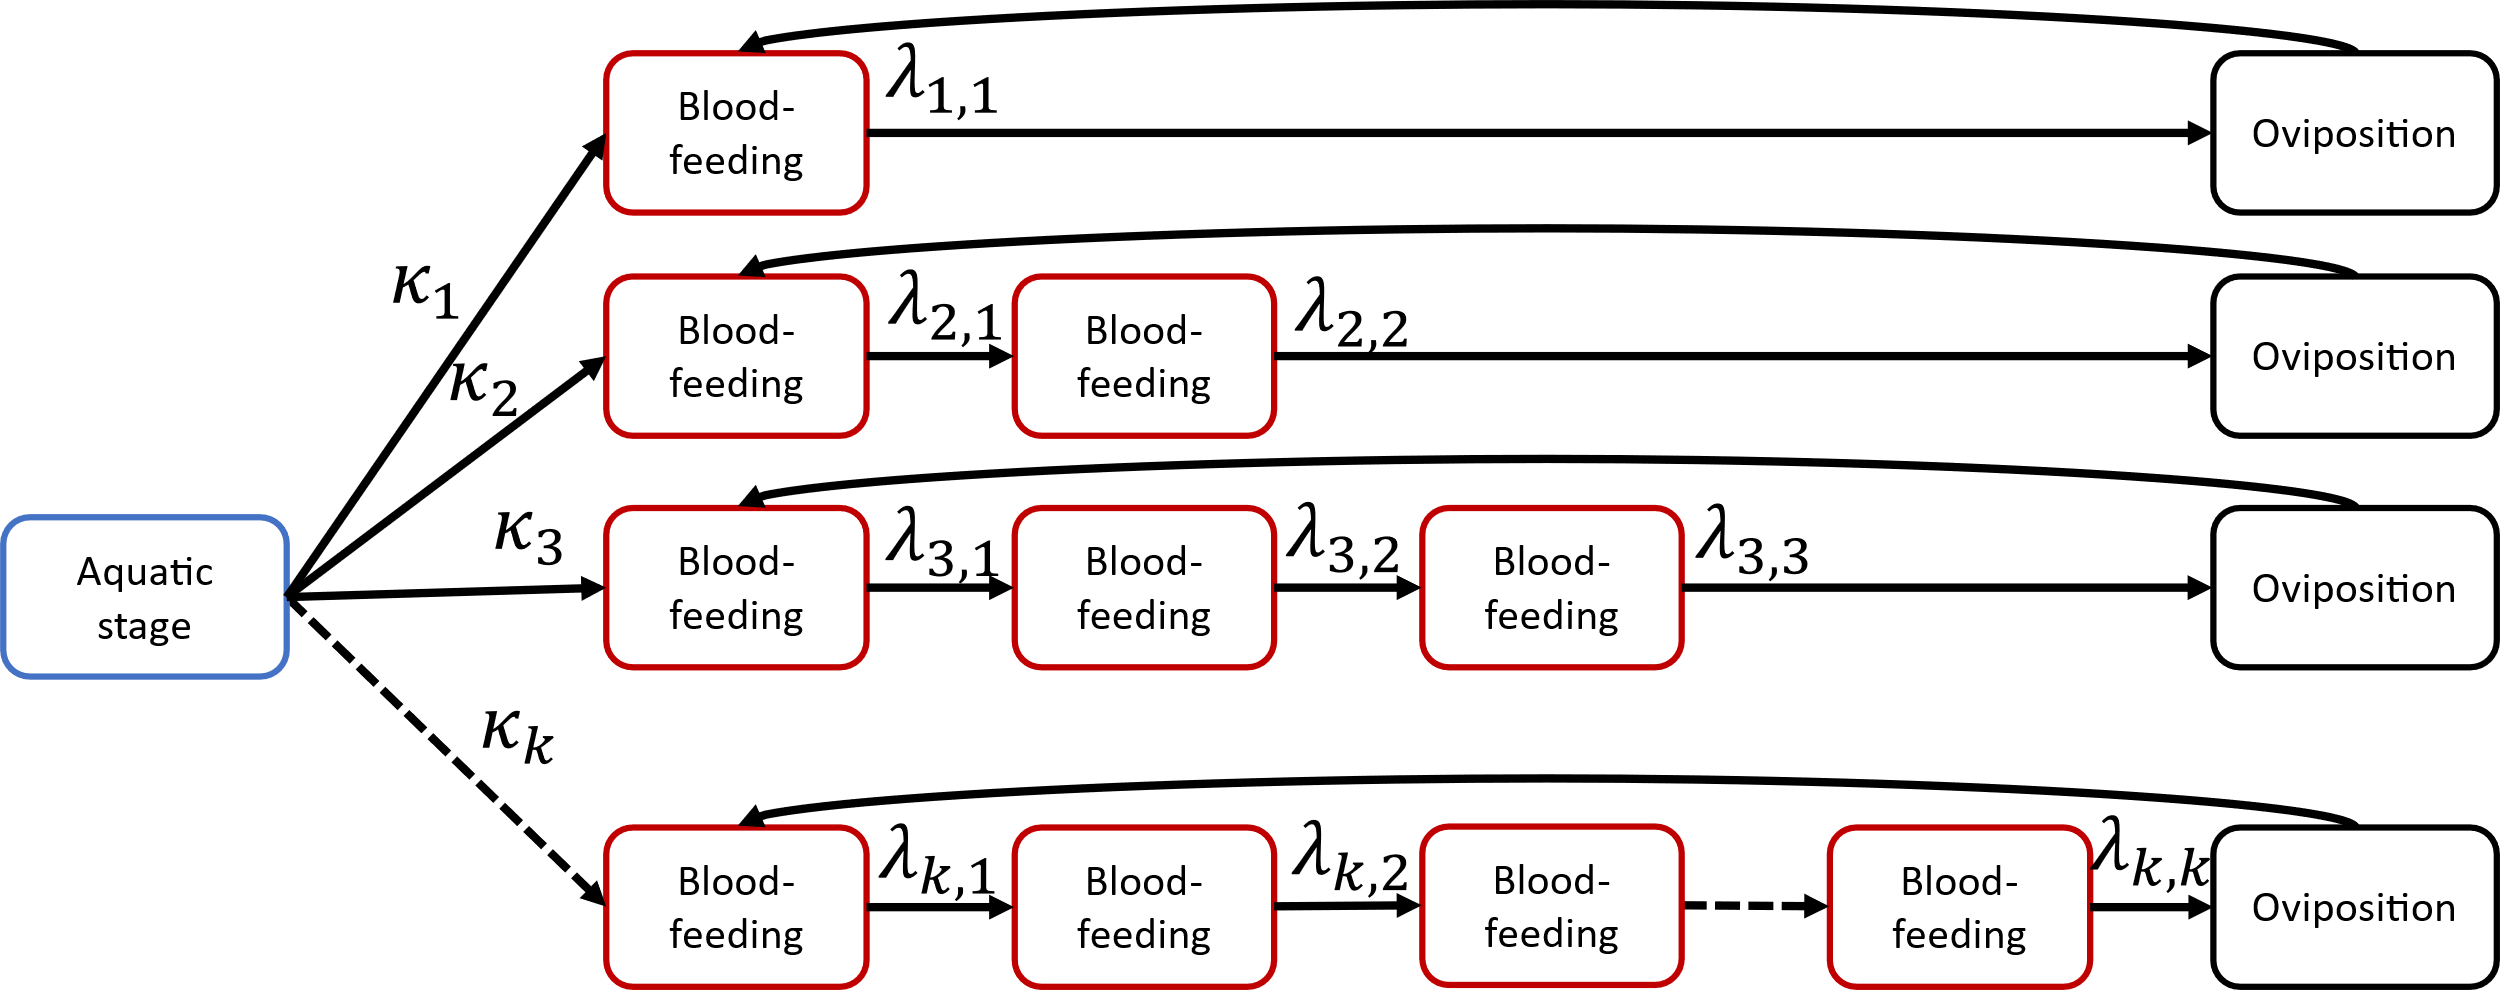 Blood-
feeding
λ1,1
Oviposition
κ1
Blood-
feeding
λ2,1
Blood-
feeding
λ2,2
Oviposition
κ2
Aquatic
stage
κ3
Blood-
feeding
λ3,1
Blood-
feeding
λ3,2
Blood-
feeding
λ3,3
Oviposition
κk
Blood-
feeding
λk,1
Blood-
feeding
λk,2
Blood-
feeding
Blood-
feeding
λk,k
Oviposition